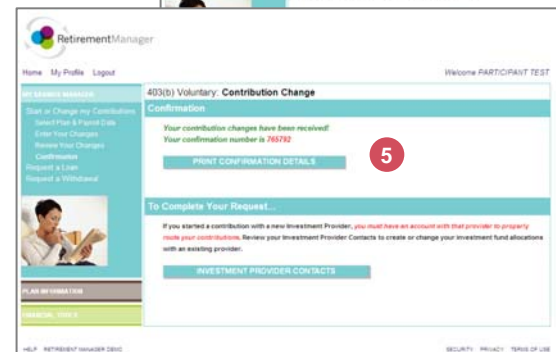 RetirementManager
Home My Profile Logout
Welcome PARTICIPANT TEST
MY SAVINGS MANAGER
403(b) Voluntary: Contribution Change
Start or Change my Contributions
Select Plan & Payroll Date
Enter Your Changes
Review Your Changes
Confirmation
Request a Loan
Request a Withdrawal
Confirmation
Your contribution changes have been received!
Your confirmation number is 765792
PRINT CONFIRMATION DETAILS
5
To Complete Your Request...
If you started a contribution with a new Investment Provider, you must have an account with that provider to properly
route your contributions. Review your Investment Provider Contacts to create or change your investment fund allocations
with an existing provider.
INVESTMENT PROVIDER CONTACTS
PLAN INFORMATION
FINANCIAL TOOLS
HELP RETIREMENT MANAGER DEMO
SECURITY PRIVACY TERMS OF USE